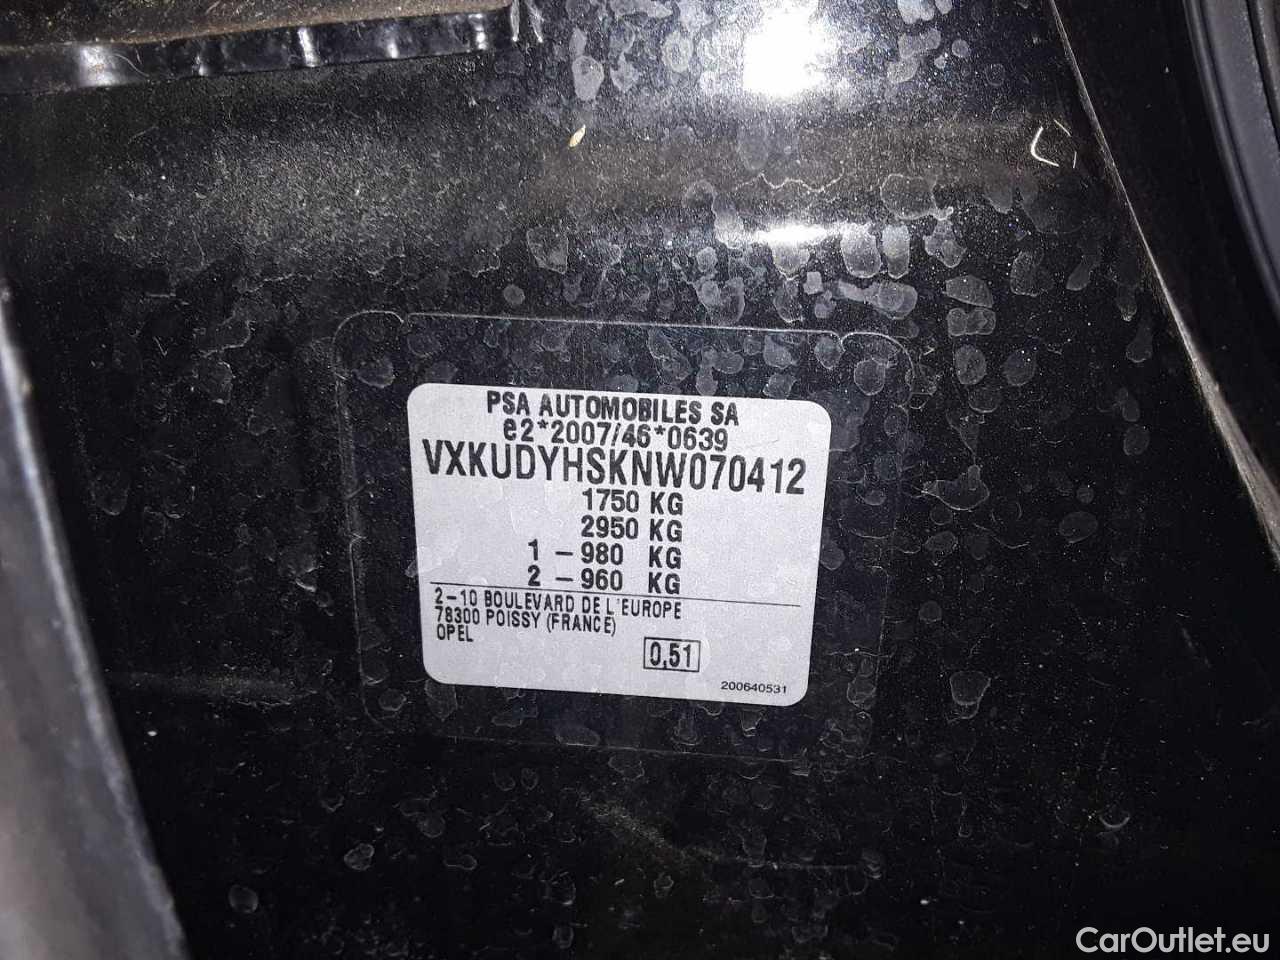 PSA AUTOMOBILES SA
e2*2007/46*0639
VXKUDYHSKNW070412
1750 KG
2950 KG
1 – 980 KG
2 – 960 KG
2–10 BOULEVARD DE L'EUROPE
78300 POISSY (FRANCE)
OPEL
0,51
200640531
CarOutlet.eu